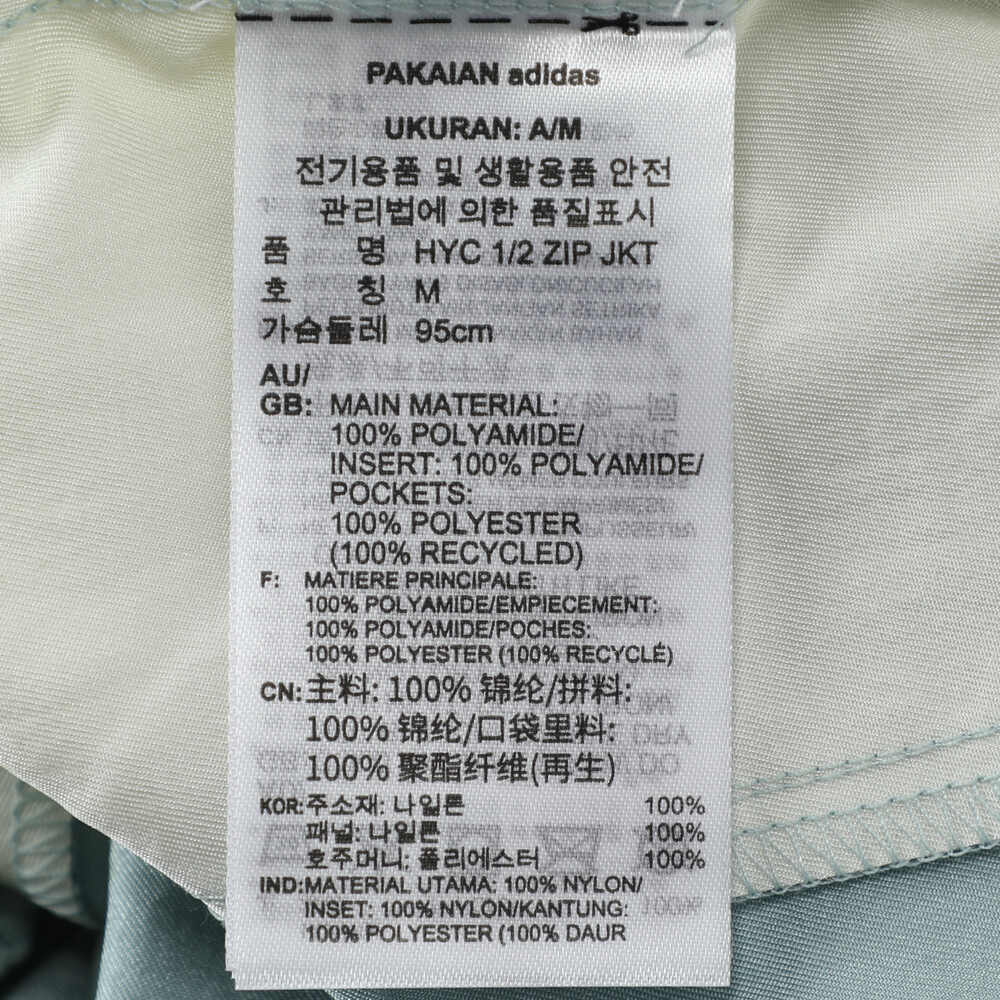 PAKAIAN adidas
UKURAN: A/M
전기용품 및 생활용품 안전
관리법에 의한 품질표시
품 명 HYC 1/2 ZIP JKT
호 칭 M
가슴둘레 95cm
AU/
GB: MAIN MATERIAL:
100% POLYAMIDE/
INSERT: 100% POLYAMIDE/
POCKETS:
100% POLYESTER
(100% RECYCLED)
F: MATIERE PRINCIPALE:
100% POLYAMIDE/EMPIECEMENT:
100% POLYAMIDE/POCHES:
100% POLYESTER (100% RECYCLÉ)
CN: 主料: 100% 锦纶/拼料:
100% 锦纶/口袋里料:
100% 聚酯纤维(再生)
KOR: 주소재: 나일론 100%
패널: 나일론 100%
호주머니: 폴리에스터 100%
IND: MATERIAL UTAMA: 100% NYLON/
INSET: 100% NYLON/KANTUNG:
100% POLYESTER (100% DAUR